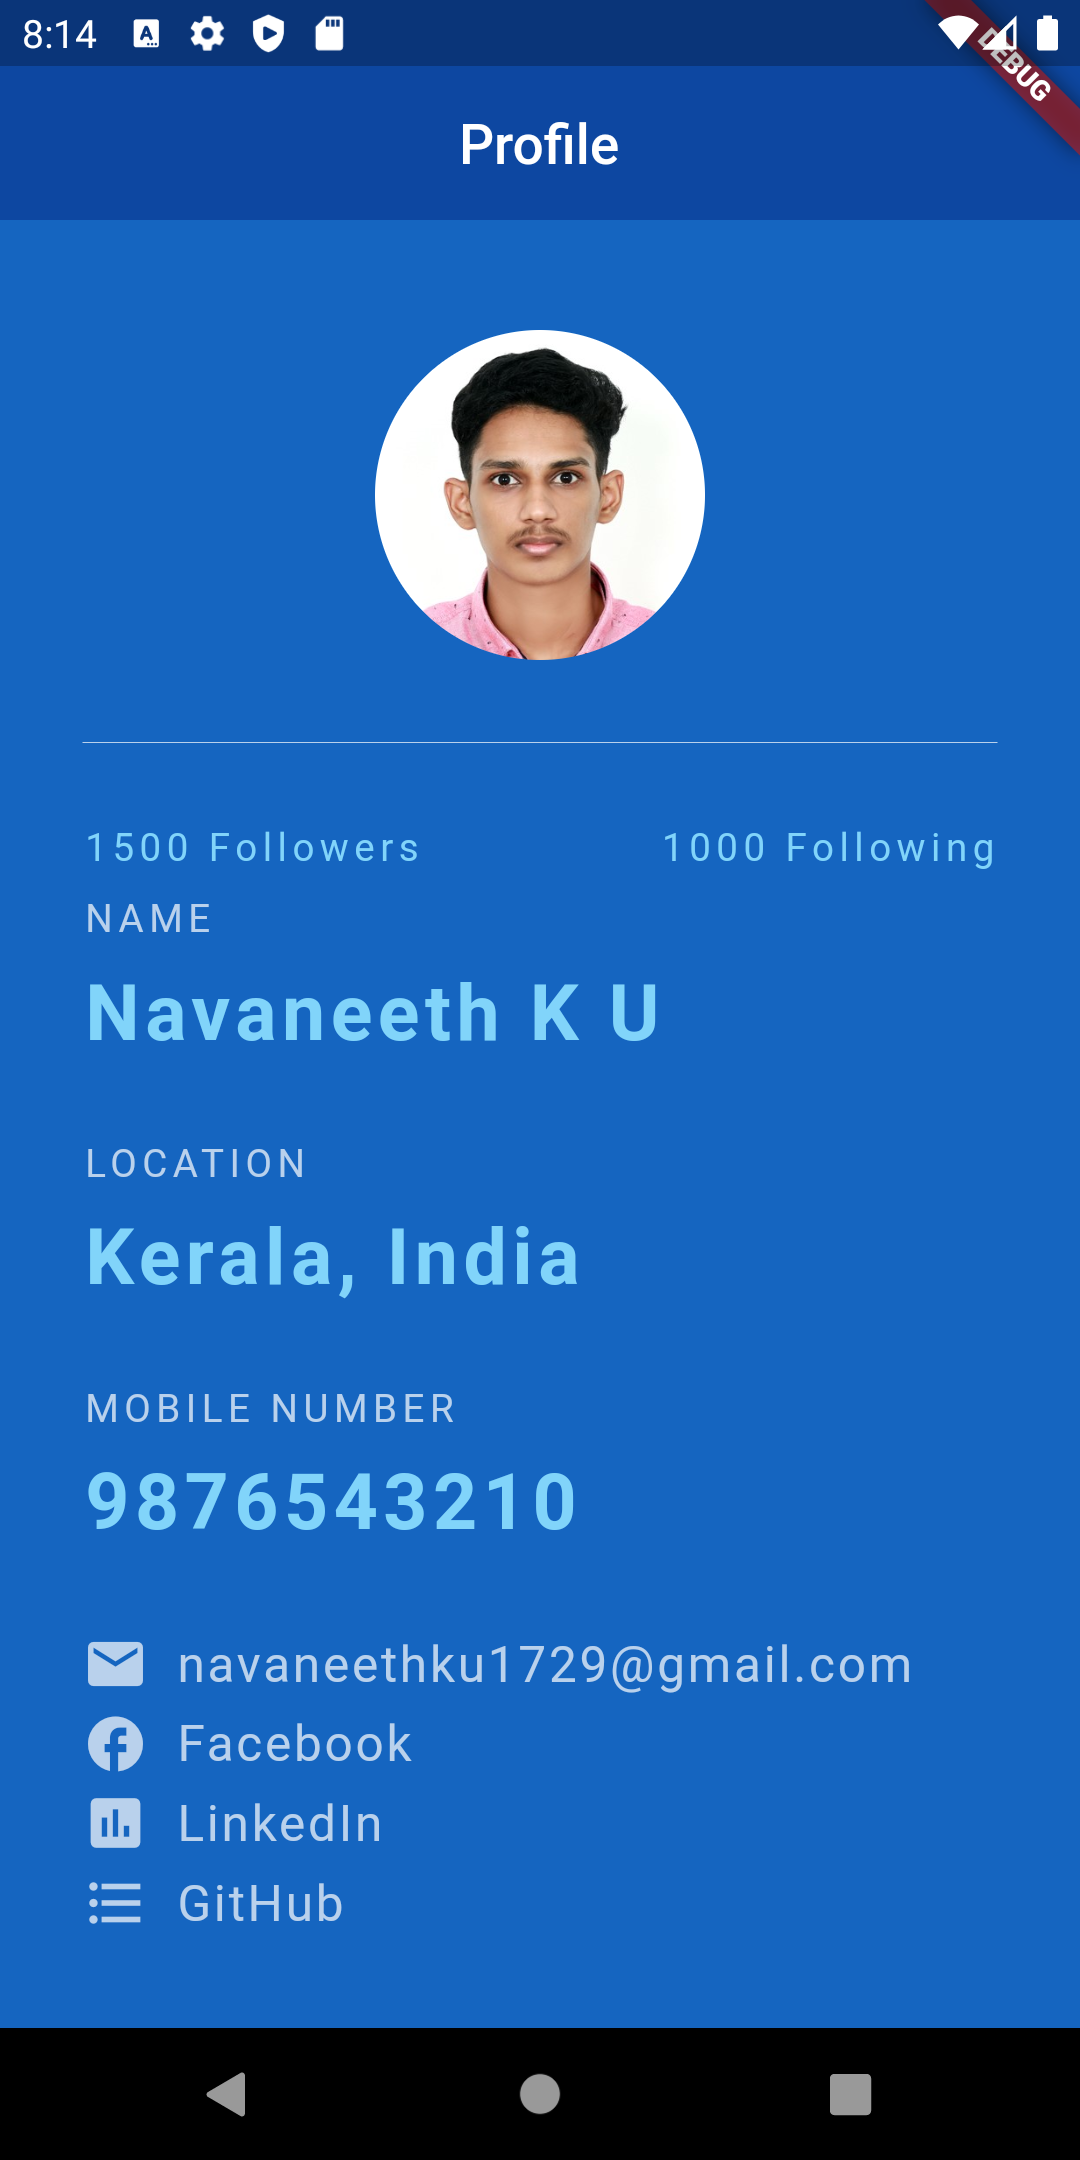 8:14
DEBUG
Profile
1500 Followers 1000 Following
NAME
Navaneeth K U
LOCATION
Kerala, India
MOBILE NUMBER
9876543210
navaneethku1729@gmail.com
Facebook
LinkedIn
GitHub